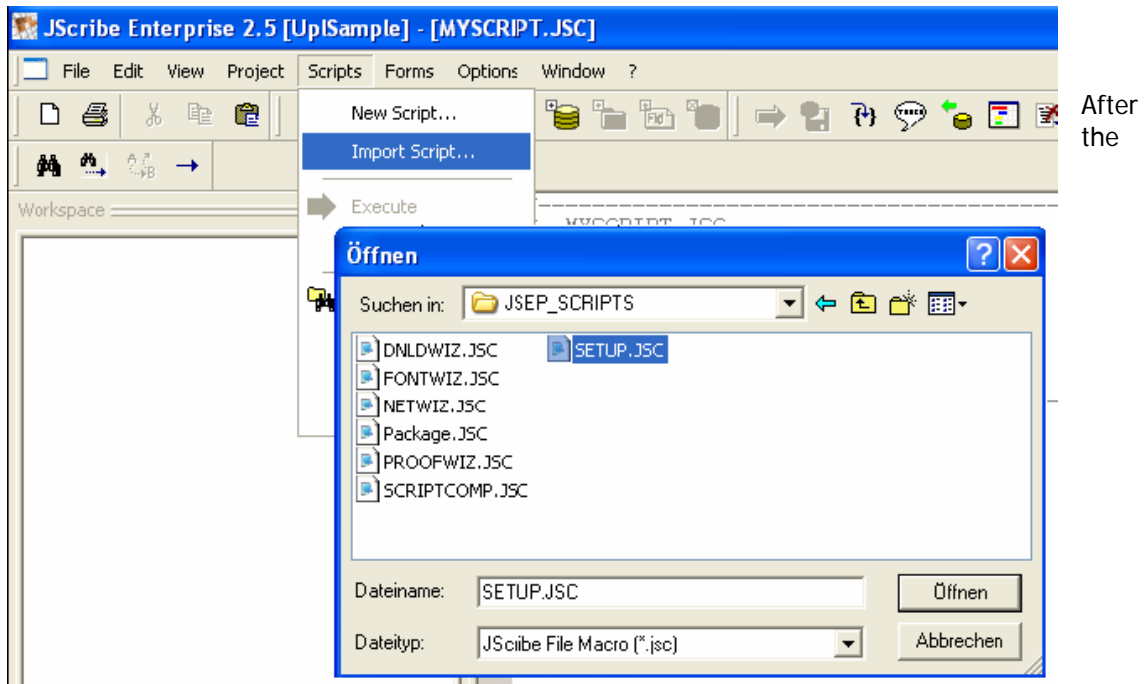 JScribe Enterprise 2.5 [UplSample] - [MYSCRIPT.JSC]
File Edit View Project Scripts Forms Options Window ?
New Script...
Import Script...
After
the
Workspace
Execute
MYSCRIPT.JSC
Öffnen
Suchen in: JSEP_SCRIPTS
DNLDWIZ.JSC SETUP.JSC
FONTWIZ.JSC
NETWIZ.JSC
Package.JSC
PROOFWIZ.JSC
SCRIPTCOMP.JSC
Dateiname: SETUP.JSC Öffnen
Dateityp: JScribe File Macro (*.jsc) Abbrechen